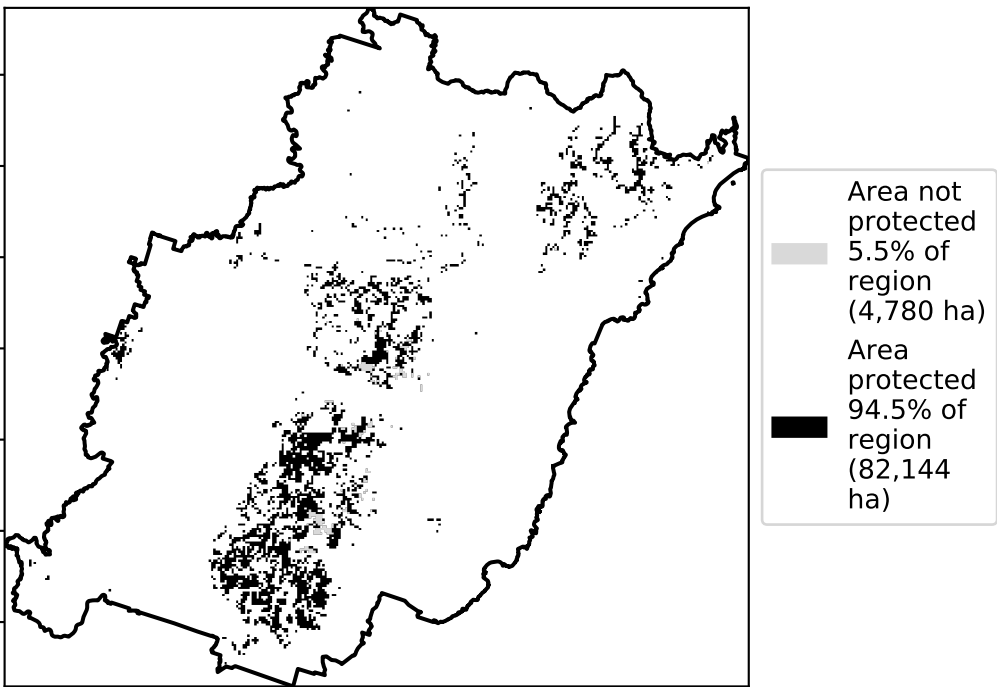 Area not
protected
5.5% of
region
(4,780 ha)
Area
protected
94.5% of
region
(82,144
ha)